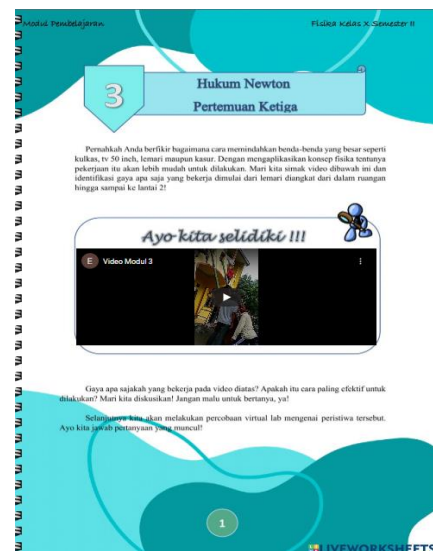 Modul Pembelajaran
Fisika Kelas X Semester II
3
Hukum Newton
Pertemuan Ketiga
Pernahkah Anda berfikir bagaimana cara memindahkan benda-benda yang besar seperti
kulkas, tv 50 inch, lemari maupun kasur. Dengan mengaplikasikan konsep fisika tentunya
pekerjaan itu akan lebih mudah untuk dilakukan. Mari kita simak video dibawah ini dan
identifikasi gaya apa saja yang bekerja dimulai dari lemari diangkat dari dalam ruangan
hingga sampai ke lantai 2!
Ayo kita selidiki !!!
E Video Modul 3
Gaya apa sajakah yang bekerja pada video diatas? Apakah itu cara paling efektif untuk
dilakukan? Mari kita diskusikan! Jangan malu untuk bertanya, ya!
Selanjutnya kita akan melakukan percobaan virtual lab mengenai peristiwa tersebut.
Ayo kita jawab pertanyaan yang muncul!
1
LIVEWORKSHEETS